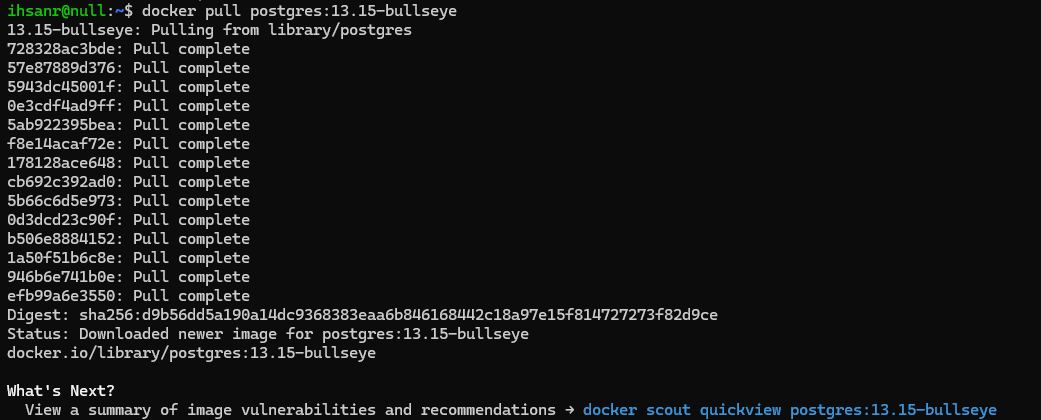 ihsanr@null:~$ docker pull postgres:13.15-bullseye
13.15-bullseye: Pulling from library/postgres
728328ac3bde: Pull complete
57e87889d376: Pull complete
5943dc45001f: Pull complete
0e3cdf4ad9ff: Pull complete
5ab922395bea: Pull complete
f8e14acaf72e: Pull complete
178128ace648: Pull complete
cb692c392ad0: Pull complete
5b66c6d5e973: Pull complete
0d3dcd23c90f: Pull complete
b506e8884152: Pull complete
1a50f51b6c8e: Pull complete
946b6e741b0e: Pull complete
efb99a6e3550: Pull complete
Digest: sha256:d9b56dd5a190a14dc9368383eaa6b846168442c18a97e15f814727273f82d9ce
Status: Downloaded newer image for postgres:13.15-bullseye
docker.io/library/postgres:13.15-bullseye
What's Next?
View a summary of image vulnerabilities and recommendations → docker scout quickview postgres:13.15-bullseye